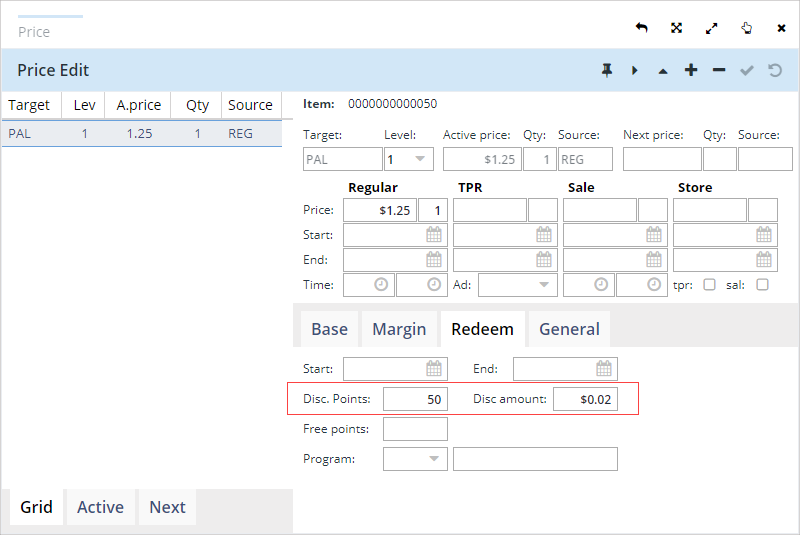 Price
Price Edit
Target Lev A.price Qty Source
PAL 1 1.25 1 REG
Item: 0000000000050
Target: Level: Active price: Qty: Source: Next price: Qty: Source:
PAL 1 $1.25 1 REG
Regular TPR Sale Store
Price: $1.25 1
Start:
End:
Time: Ad: tpr: sal:
Base Margin Redeem General
Start: End:
Disc. Points: 50 Disc amount: $0.02
Free points:
Program:
Grid Active Next